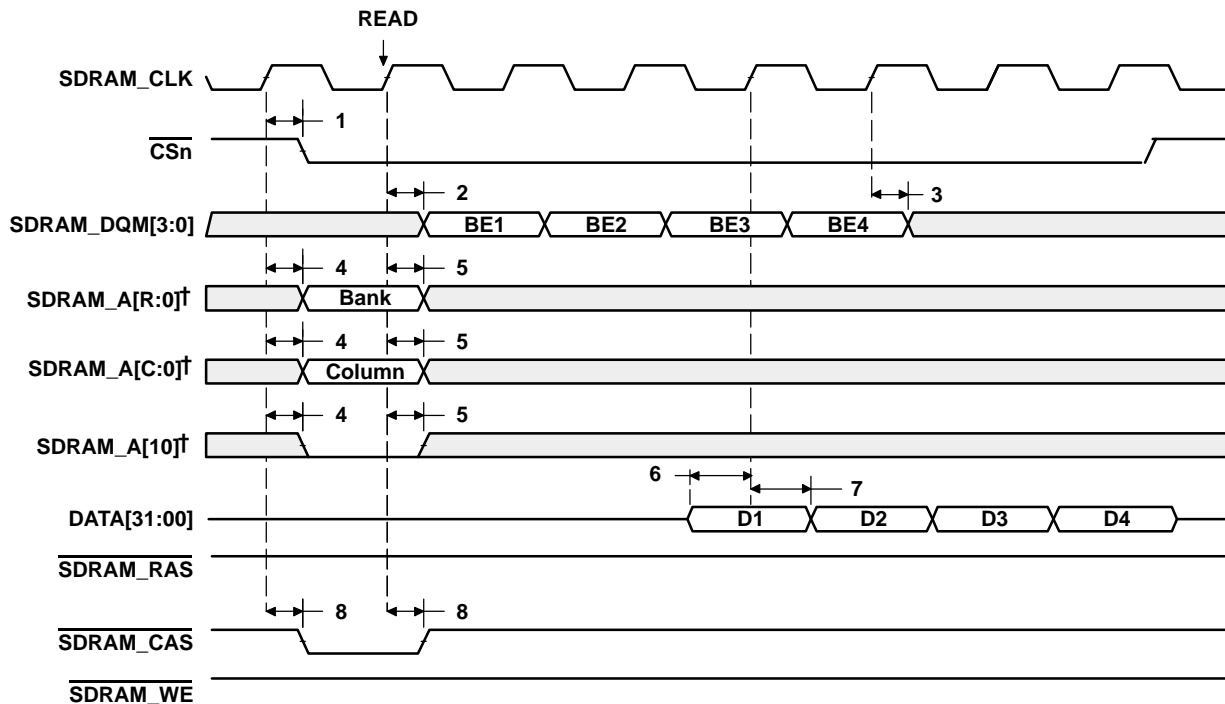 READ
SDRAM_CLK
1
CSn
2
3
SDRAM_DQM[3:0]
BE1 BE2 BE3 BE4
4 5
SDRAM_A[R:0]†
Bank
4 5
SDRAM_A[C:0]†
Column
4 5
SDRAM_A[10]†
6
7
DATA[31:00]
D1 D2 D3 D4
SDRAM_RAS
8 8
SDRAM_CAS
SDRAM_WE